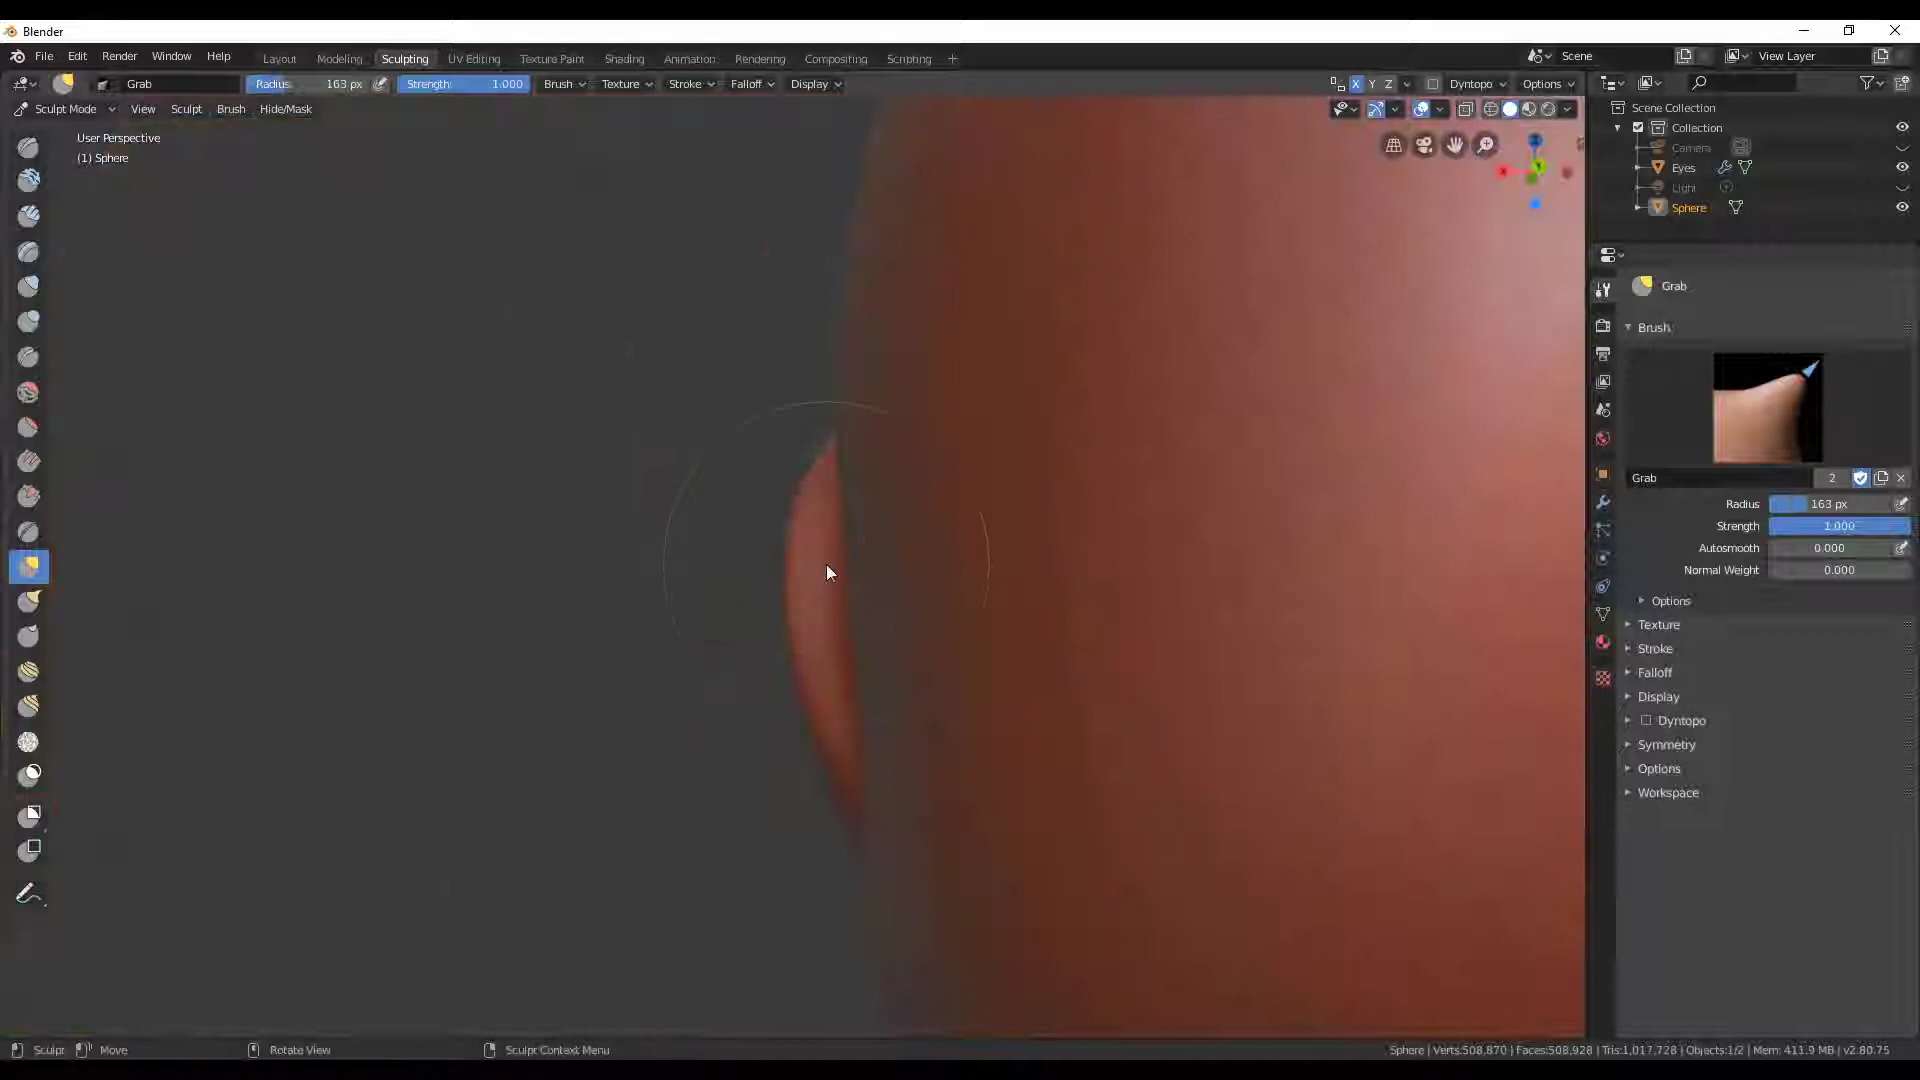 Blender
File Edit Render Window Help
Layout Modeling Sculpting UV Editing Texture Paint Shading Animation Rendering Compositing Scripting +
Scene
View Layer
Grab
Radius: 163 px
Strength: 1.000
Brush Texture Stroke Falloff Display
X Y Z
Dyntopo
Options
Sculpt Mode View Sculpt Brush Hide/Mask
User Perspective
(1) Sphere
Scene Collection
Collection
Camera
Eyes
Light
Sphere
Grab
Brush
Grab 2
Radius 163 px
Strength 1.000
Autosmooth 0.000
Normal Weight 0.000
Options
Texture
Stroke
Falloff
Display
Dyntopo
Symmetry
Options
Workspace
Sculpt Move Rotate View Sculpt Context Menu
Sphere | Verts:508,870 | Faces:508,928 | Tris:1,017,728 | Objects:1/2 | Mem: 411.9 MB | v2.80.75